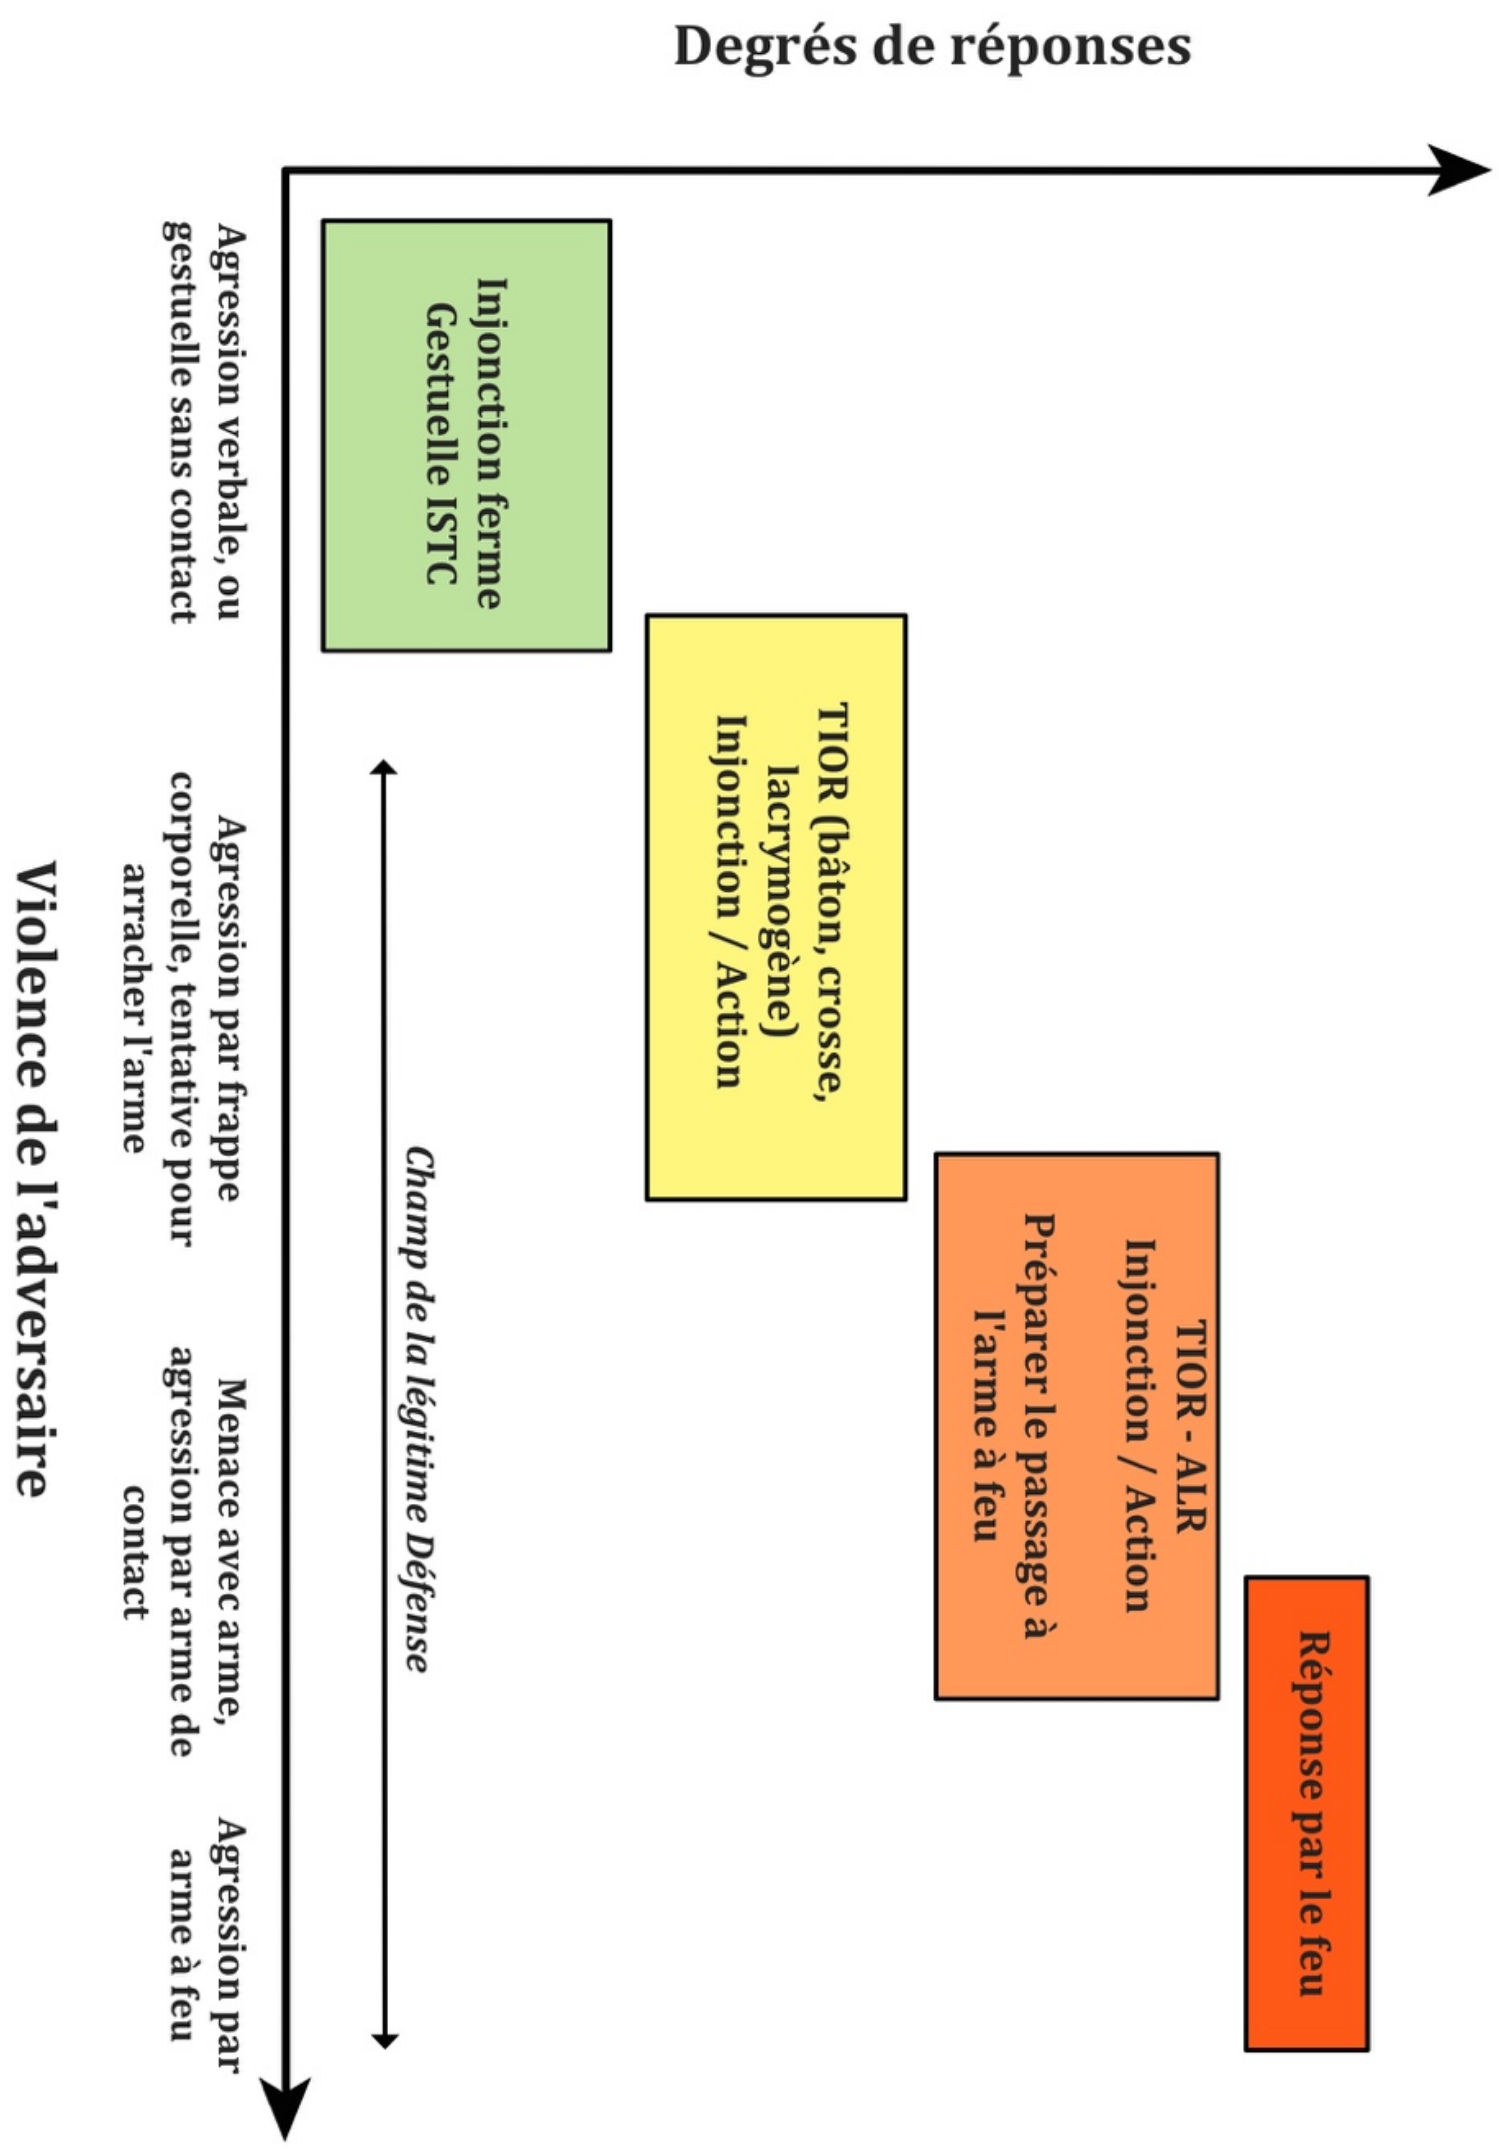 Degrés de réponses
Réponse par le feu
TIOR - ALR
Injonction / Action
Préparer le passage à
l'arme à feu
TIOR (bâton, crosse,
lacrymogène)
Injonction / Action
Injonction ferme
Gestuelle ISTC
Champ de la légitime Défense
Agression verbale, ou
gestuelle sans contact
Agression par frappe
corporelle, tentative pour
arracher l'arme
Menace avec arme,
agression par arme de
contact
Agression par
arme à feu
Violence de l'adversaire